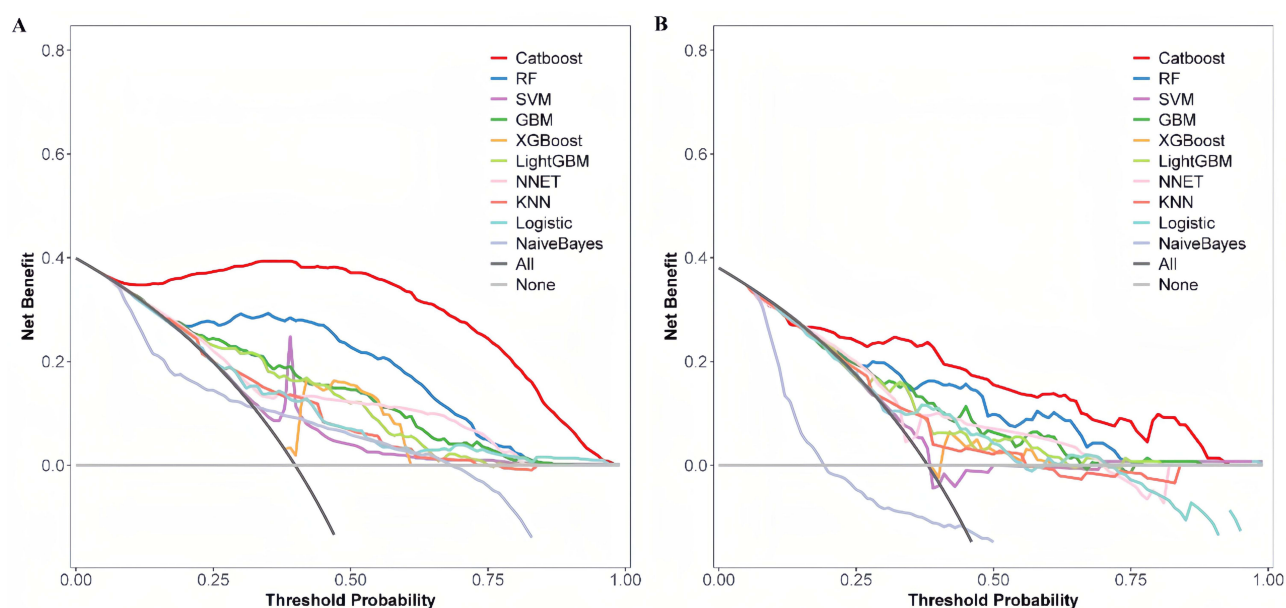 A
Net Benefit
0.8
0.6
0.4
0.2
0.0
Catboost
RF
SVM
GBM
XGBoost
LightGBM
NNET
KNN
Logistic
NaiveBayes
All
None
0.00 0.25 0.50 0.75 1.00
Threshold Probability
B
Net Benefit
0.8
0.6
0.4
0.2
0.0
Catboost
RF
SVM
GBM
XGBoost
LightGBM
NNET
KNN
Logistic
NaiveBayes
All
None
0.00 0.25 0.50 0.75 1.00
Threshold Probability